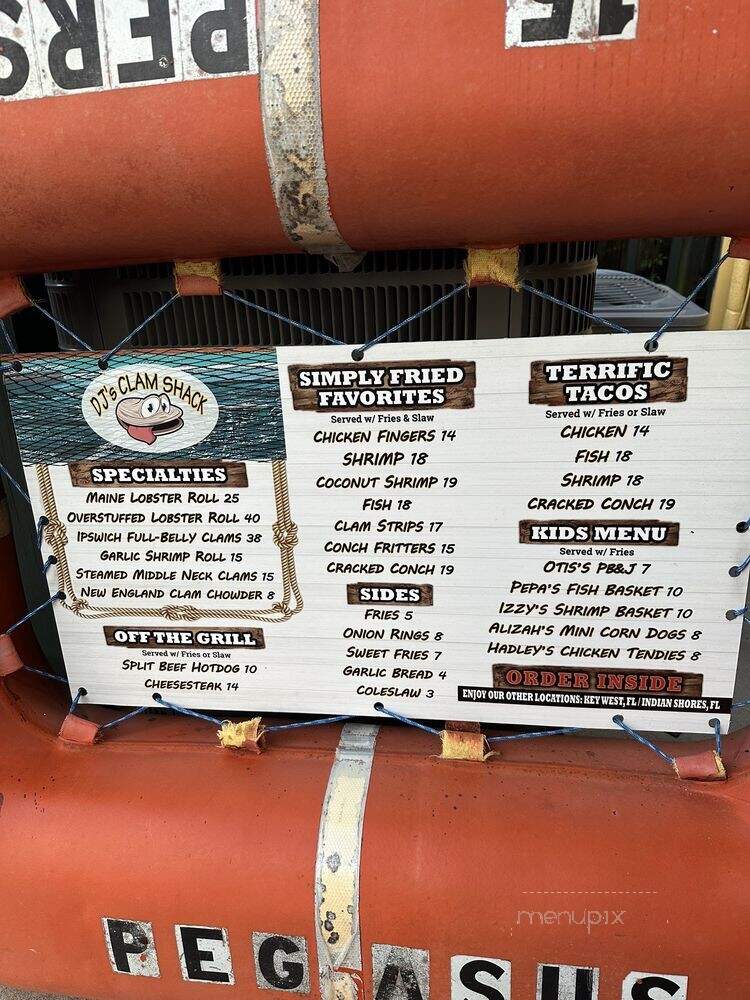 PERS
15
DJ's CLAM SHACK
SPECIALTIES
MAINE LOBSTER ROLL 25
OVERSTUFFED LOBSTER ROLL 40
IPSWICH FULL-BELLY CLAMS 38
GARLIC SHRIMP ROLL 15
STEAMED MIDDLE NECK CLAMS 15
NEW ENGLAND CLAM CHOWDER 8
OFF THE GRILL
Served w/ Fries or Slaw
SPLIT BEEF HOTDOG 10
CHEESESTEAK 14
SIMPLY FRIED
FAVORITES
Served w/ Fries & Slaw
CHICKEN FINGERS 14
SHRIMP 18
COCONUT SHRIMP 19
FISH 18
CLAM STRIPS 17
CONCH FRITTERS 15
CRACKED CONCH 19
SIDES
FRIES 5
ONION RINGS 8
SWEET FRIES 7
GARLIC BREAD 4
COLESLAW 3
TERRIFIC
TACOS
Served w/ Fries or Slaw
CHICKEN 14
FISH 18
SHRIMP 18
CRACKED CONCH 19
KIDS MENU
Served w/ Fries
OTIS'S PB&J 7
PEPA'S FISH BASKET 10
IZZY'S SHRIMP BASKET 10
ALIZAH'S MINI CORN DOGS 8
HADLEY'S CHICKEN TENDIES 8
ORDER INSIDE
ENJOY OUR OTHER LOCATIONS: KEY WEST, FL / INDIAN SHORES, FL
menupix
PEGASUS